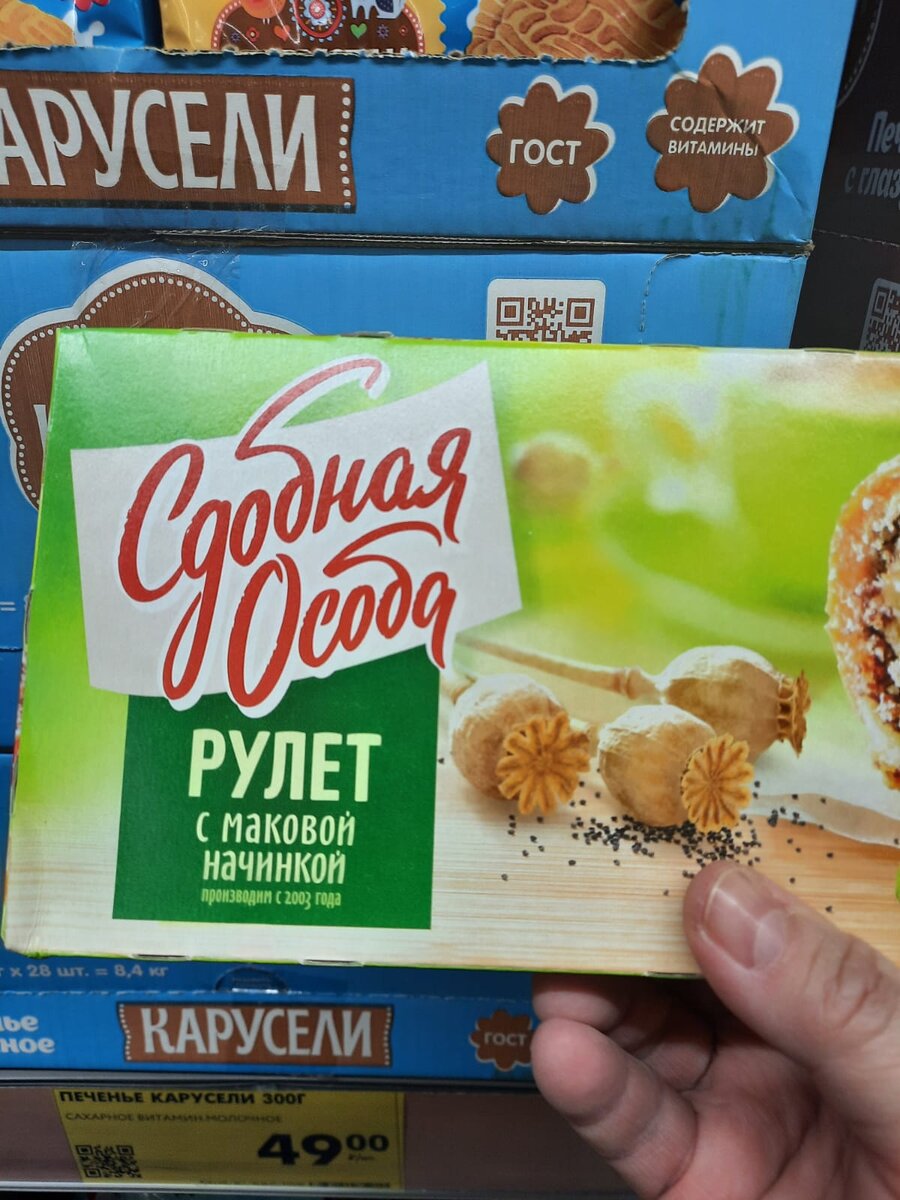 АРУСЕЛИ
ГОСТ
СОДЕРЖИТ
ВИТАМИНЫ
Сдобная
Особа
РУЛЕТ
с маковой
начинкой
производим с 2003 года
г х 28 шт. = 8,4 кг
КАРУСЕЛИ
ГОСТ
ПЕЧЕНЬЕ КАРУСЕЛИ 300Г
САХАРНОЕ ВИТАМИН.МОЛОЧНОЕ
49 00